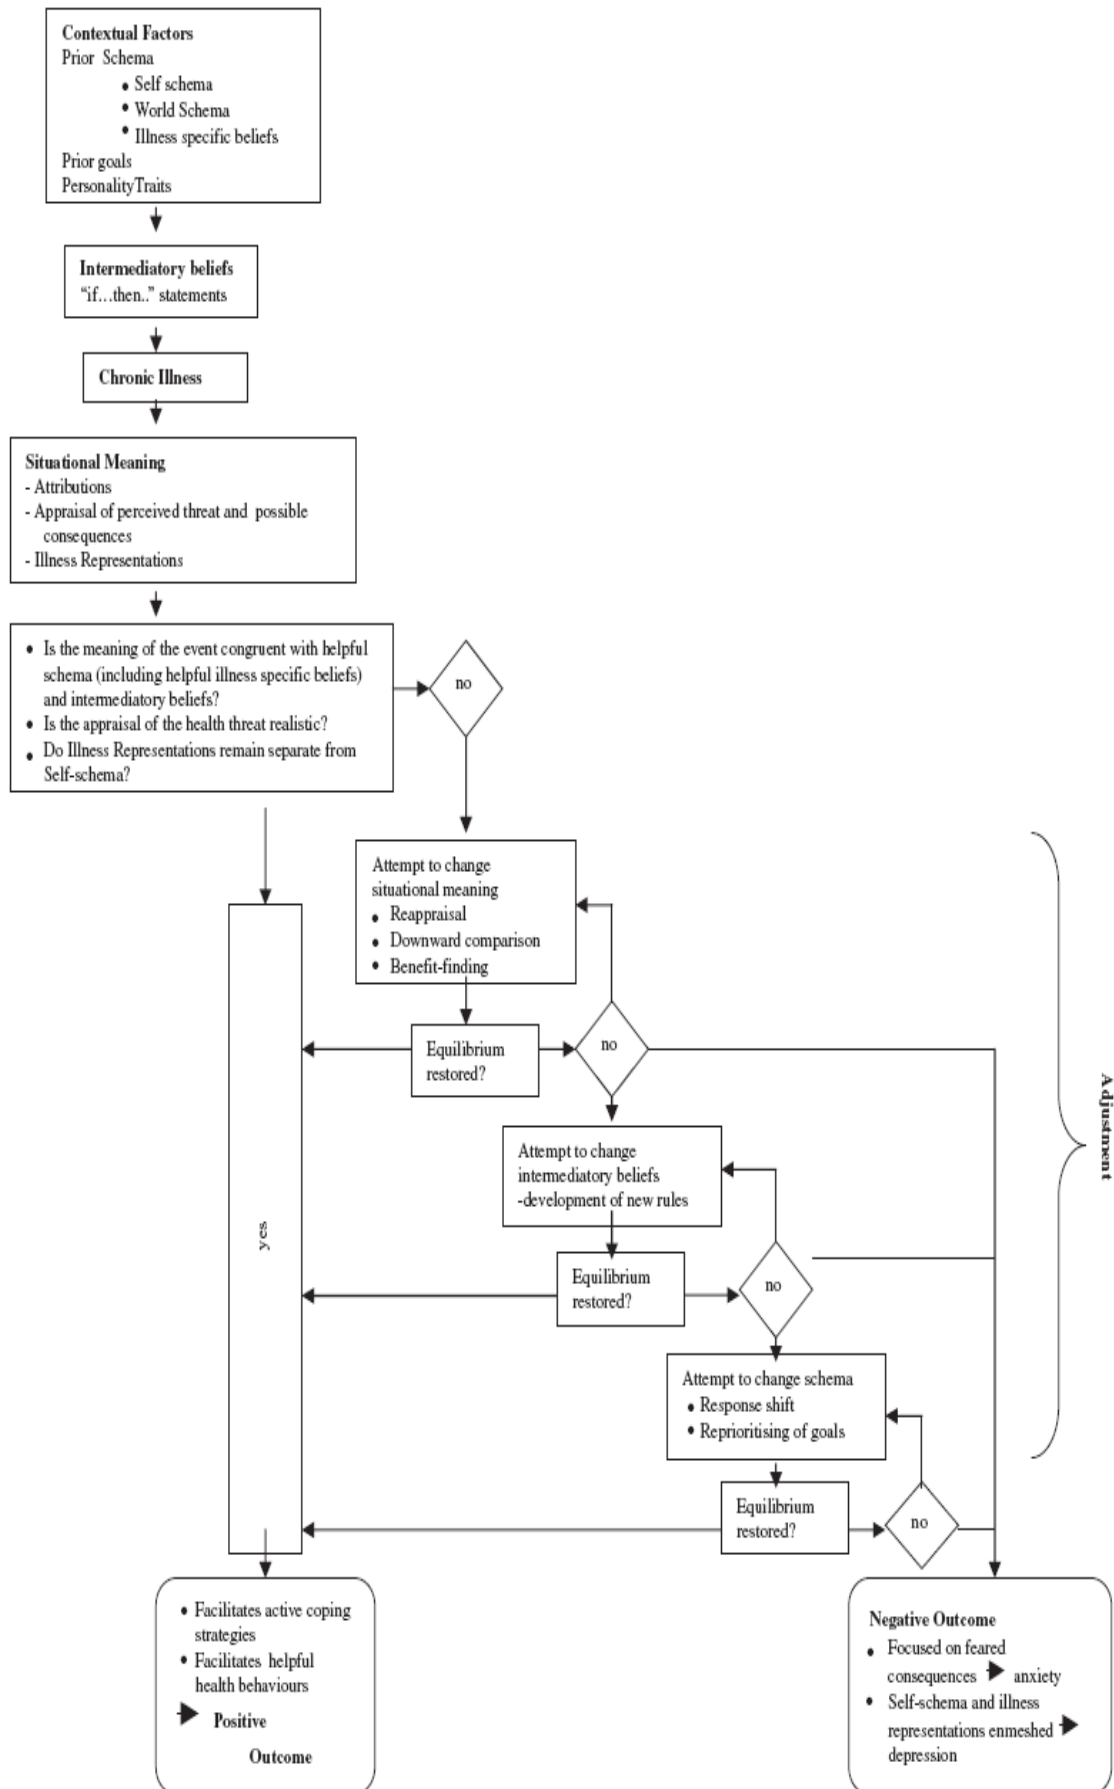 Contextual Factors
Prior Schema
• Self schema
• World Schema
• Illness specific beliefs
Prior goals
PersonalityTraits
Intermediatory beliefs
“if…then..” statements
Chronic Illness
Situational Meaning
- Attributions
- Appraisal of perceived threat and possible
consequences
- Illness Representations
• Is the meaning of the event congruent with helpful
schema (including helpful illness specific beliefs)
and intermediatory beliefs?
• Is the appraisal of the health threat realistic?
• Do Illness Representations remain separate from
Self-schema?
no
Attempt to change
situational meaning
• Reappraisal
• Downward comparison
• Benefit-finding
Equilibrium
restored?
no
Adjustment
Attempt to change
intermediatory beliefs
-development of new rules
yes
Equilibrium
restored?
no
Attempt to change schema
• Response shift
• Reprioritising of goals
Equilibrium
restored?
no
• Facilitates active coping
strategies
• Facilitates helpful
health behaviours
Positive
Outcome
Negative Outcome
• Focused on feared
consequences anxiety
• Self-schema and illness
representations enmeshed
depression